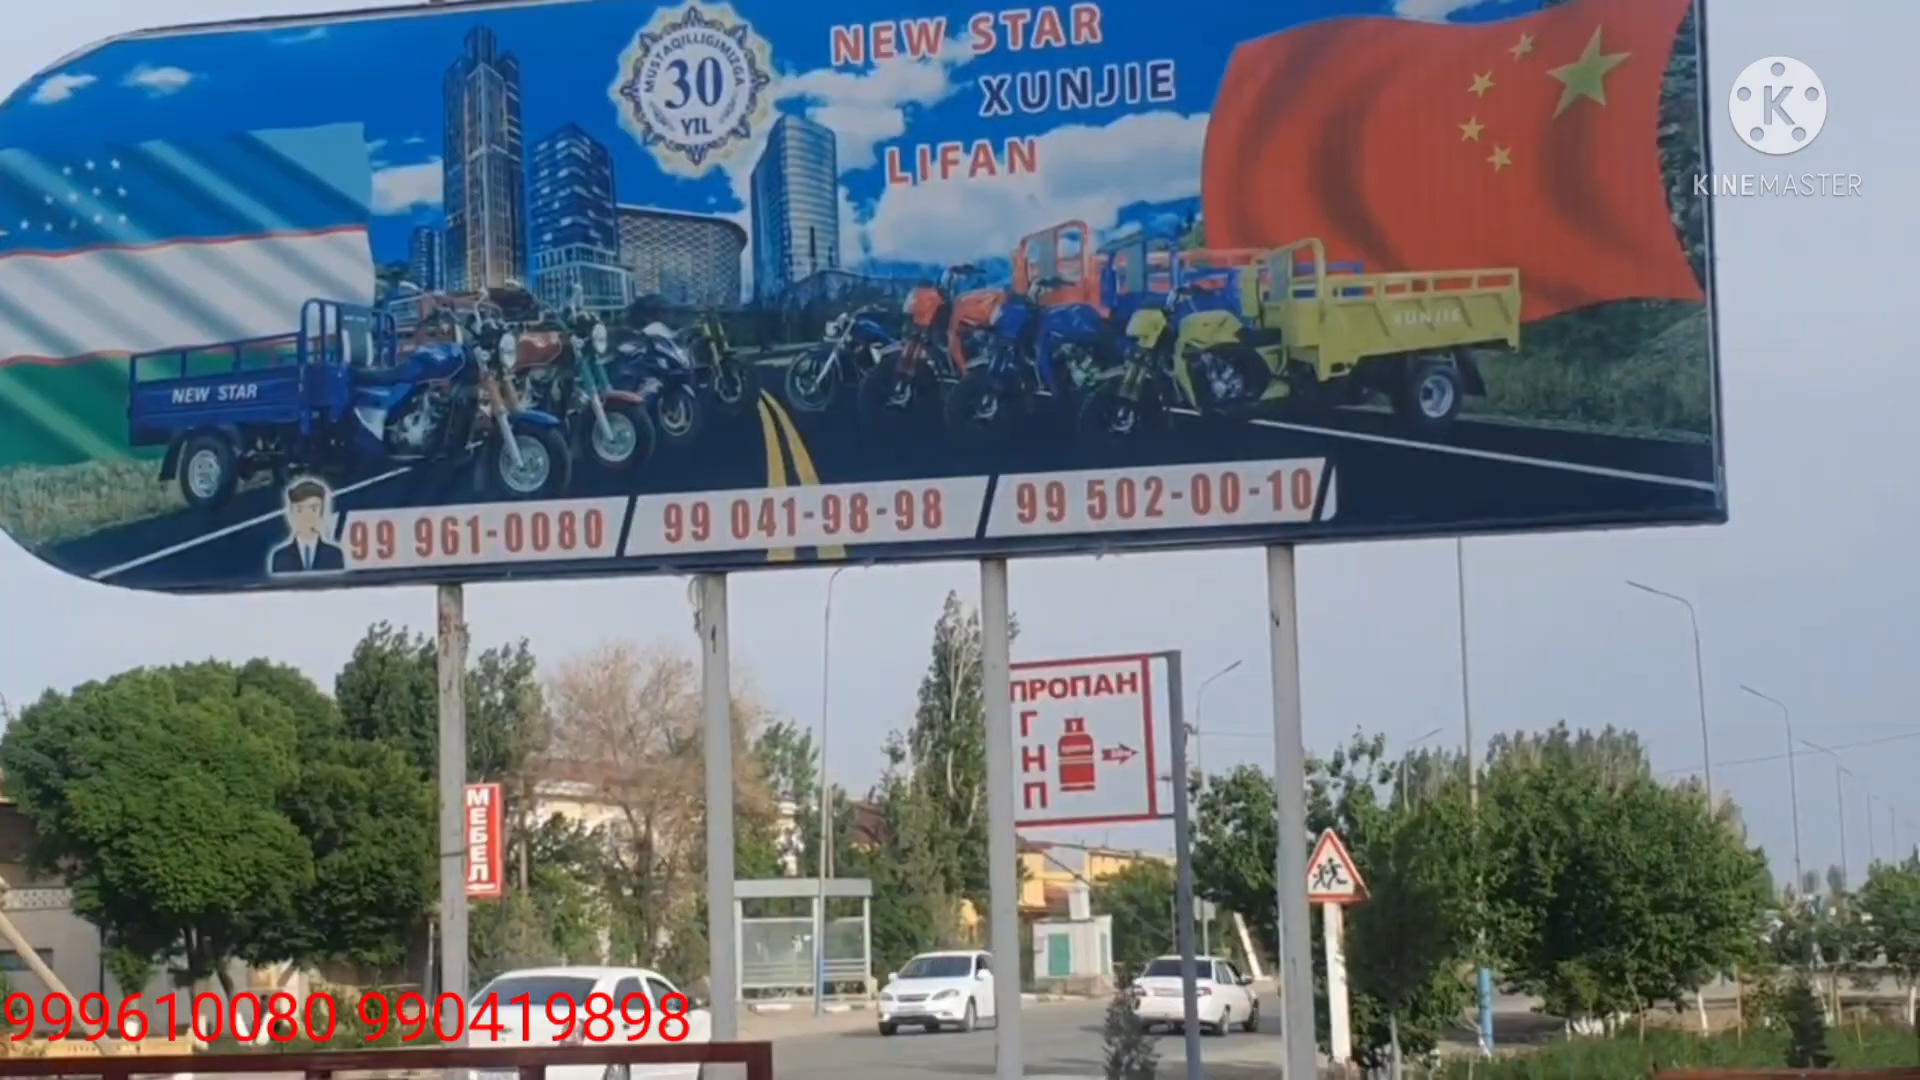 MUSTAQILLIGIMIZGA
30
YIL
NEW STAR
XUNJIE
LIFAN
NEW STAR
XUNJIE
99 961-0080
99 041-98-98
99 502-00-10
KINEMASTER
ПРОПАН
ГНП
МЕБЕЛ
999610080 990419898